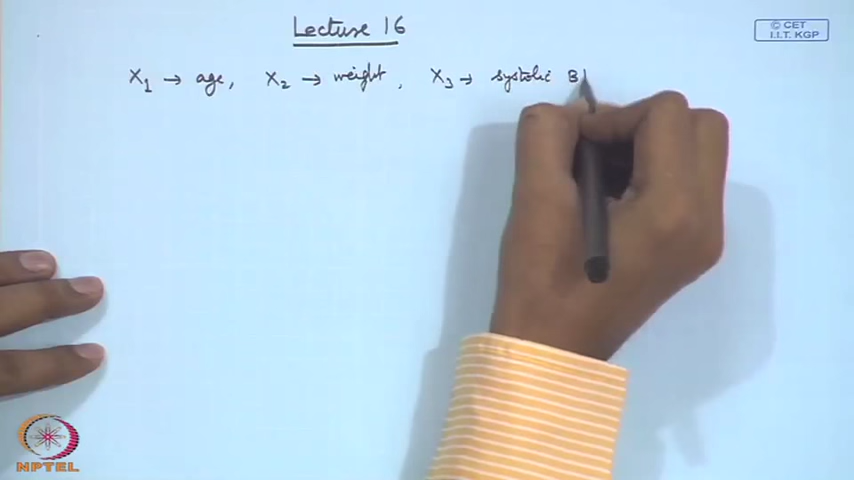 Lecture 16
© CET
I.I.T. KGP
X₁ → age, X₂ → weight, X₃ → systolic B
NPTEL